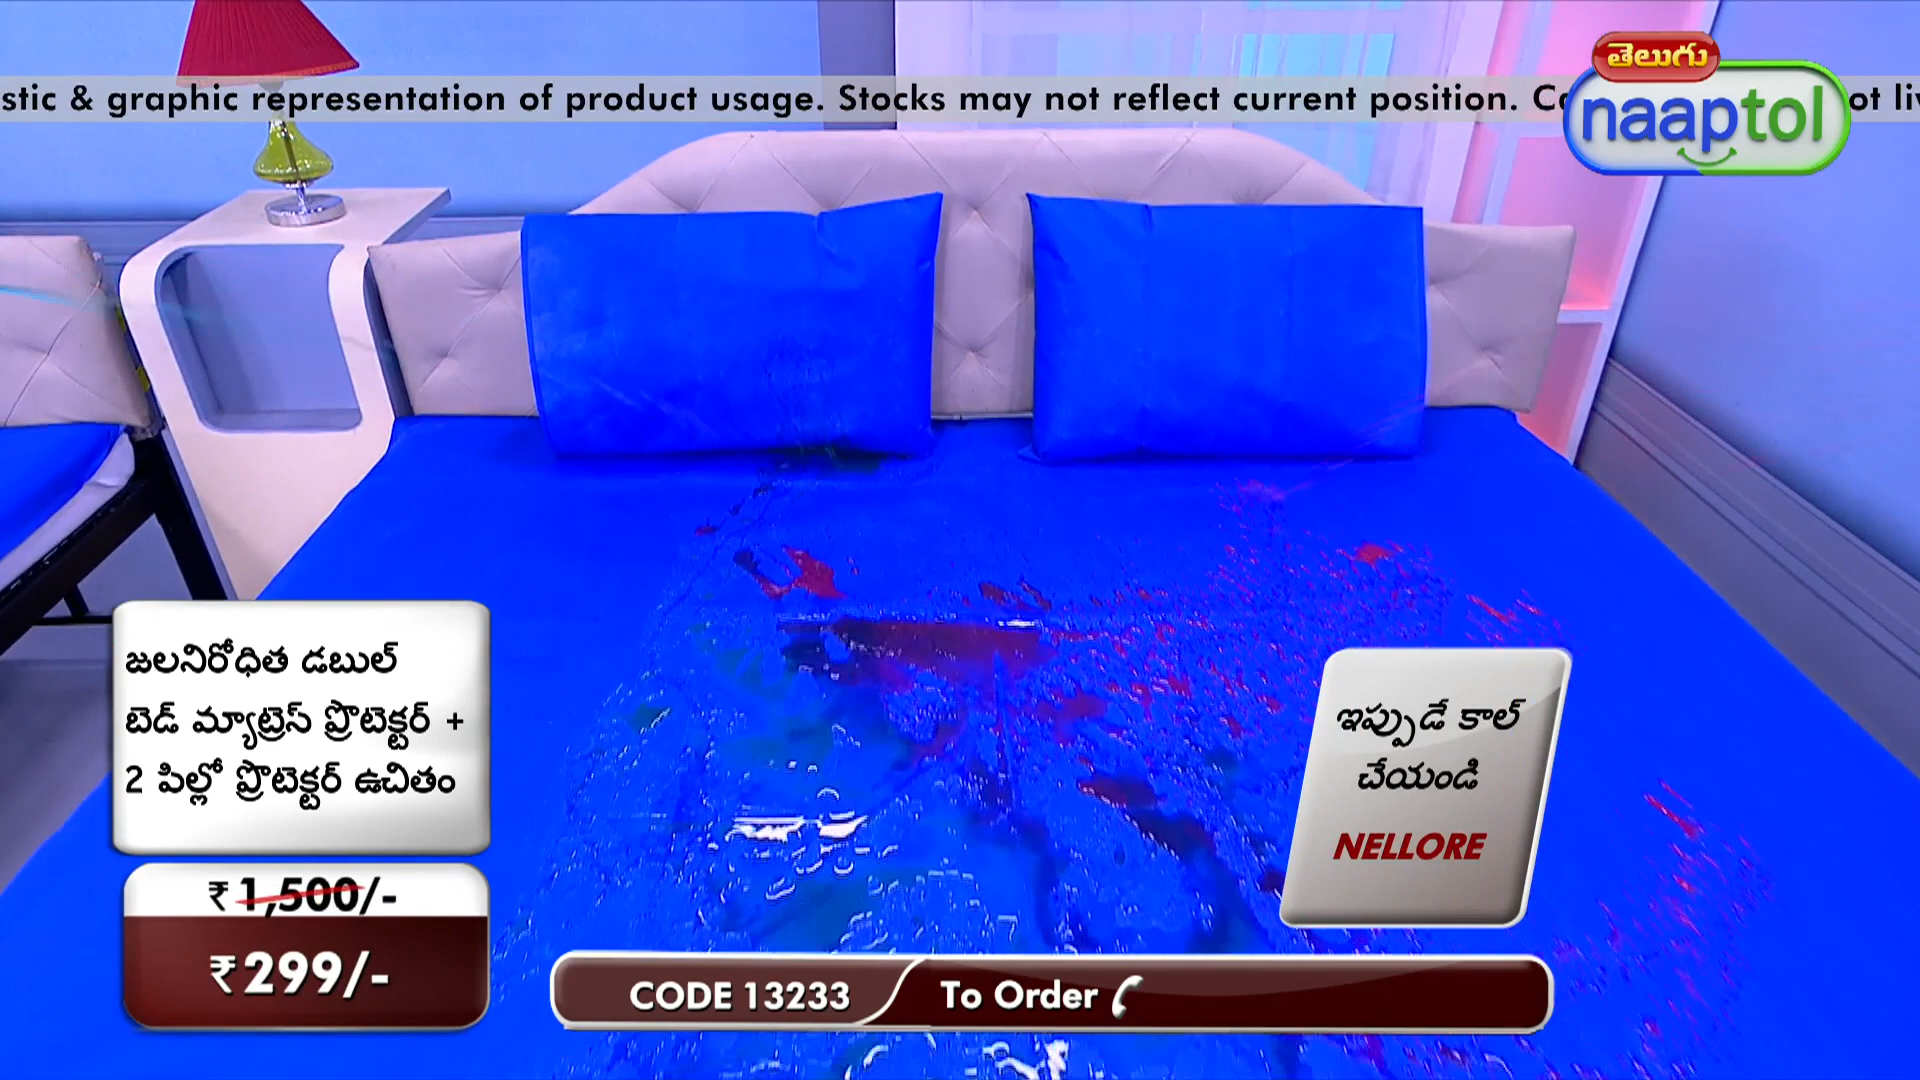 తెలుగు
stic & graphic representation of product usage. Stocks may not reflect current position.
naaptol
జలనిరోధిత డబుల్
బెడ్ మ్యాట్రెస్ ప్రొటెక్టర్ +
2 పిల్లో ప్రొటెక్టర్ ఉచితం
ఇప్పుడే కాల్
చేయండి
NELLORE
₹ 1,500/-
₹ 299/-
CODE 13233 To Order